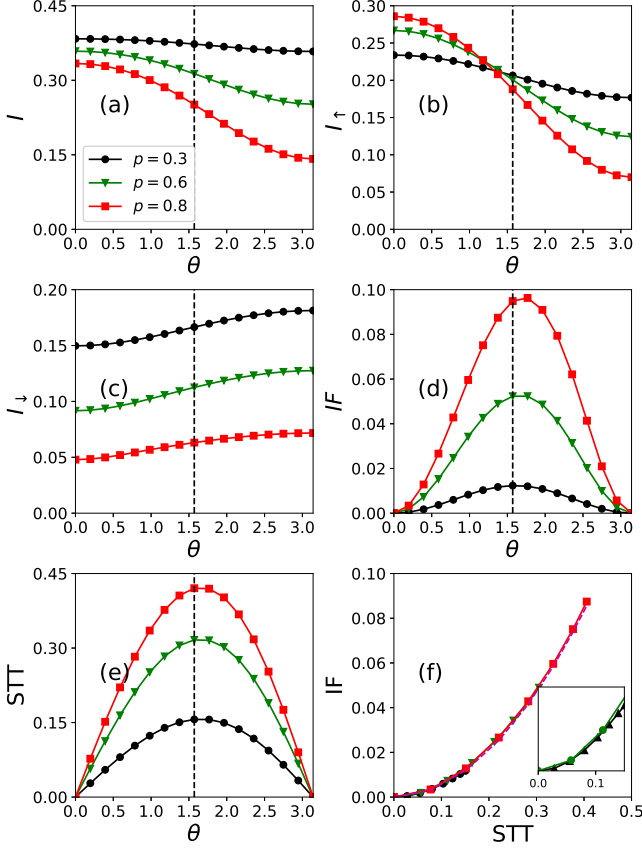 0.45
0.30
0.15
0.00
I
(a)
p = 0.3
p = 0.6
p = 0.8
0.0 0.5 1.0 1.5 2.0 2.5 3.0
θ
0.30
0.25
0.20
0.15
0.10
0.05
0.00
I↑
(b)
0.0 0.5 1.0 1.5 2.0 2.5 3.0
θ
0.20
0.15
0.10
0.05
0.00
I↓
(c)
0.0 0.5 1.0 1.5 2.0 2.5 3.0
θ
0.10
0.08
0.06
0.04
0.02
0.00
IF
(d)
0.0 0.5 1.0 1.5 2.0 2.5 3.0
θ
0.45
0.30
0.15
0.00
STT
(e)
0.0 0.5 1.0 1.5 2.0 2.5 3.0
θ
0.10
0.08
0.06
0.04
0.02
0.00
IF
(f)
0.0 0.1
0.0 0.1 0.2 0.3 0.4 0.5
STT